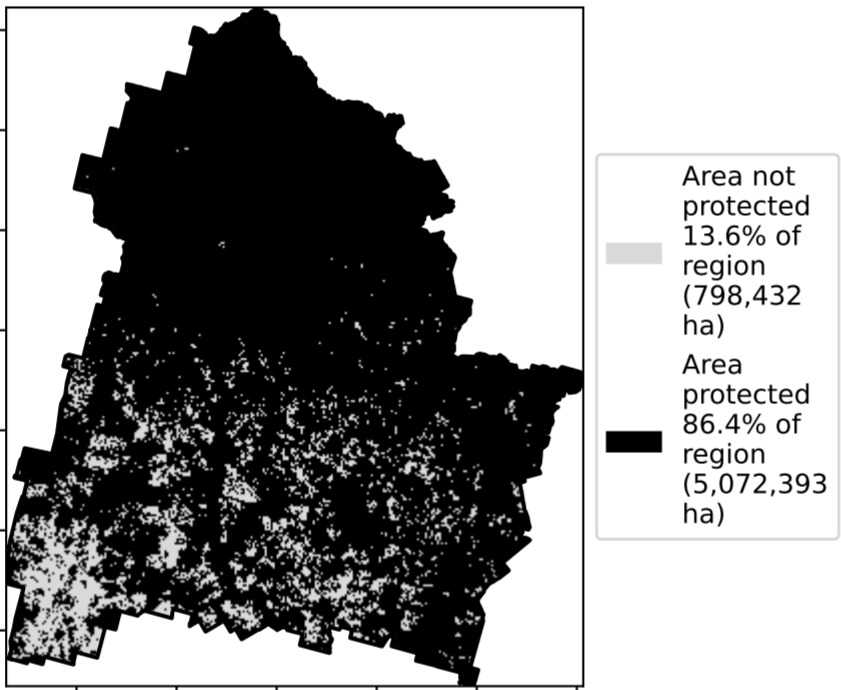 Area not
protected
13.6% of
region
(798,432
ha)
Area
protected
86.4% of
region
(5,072,393
ha)